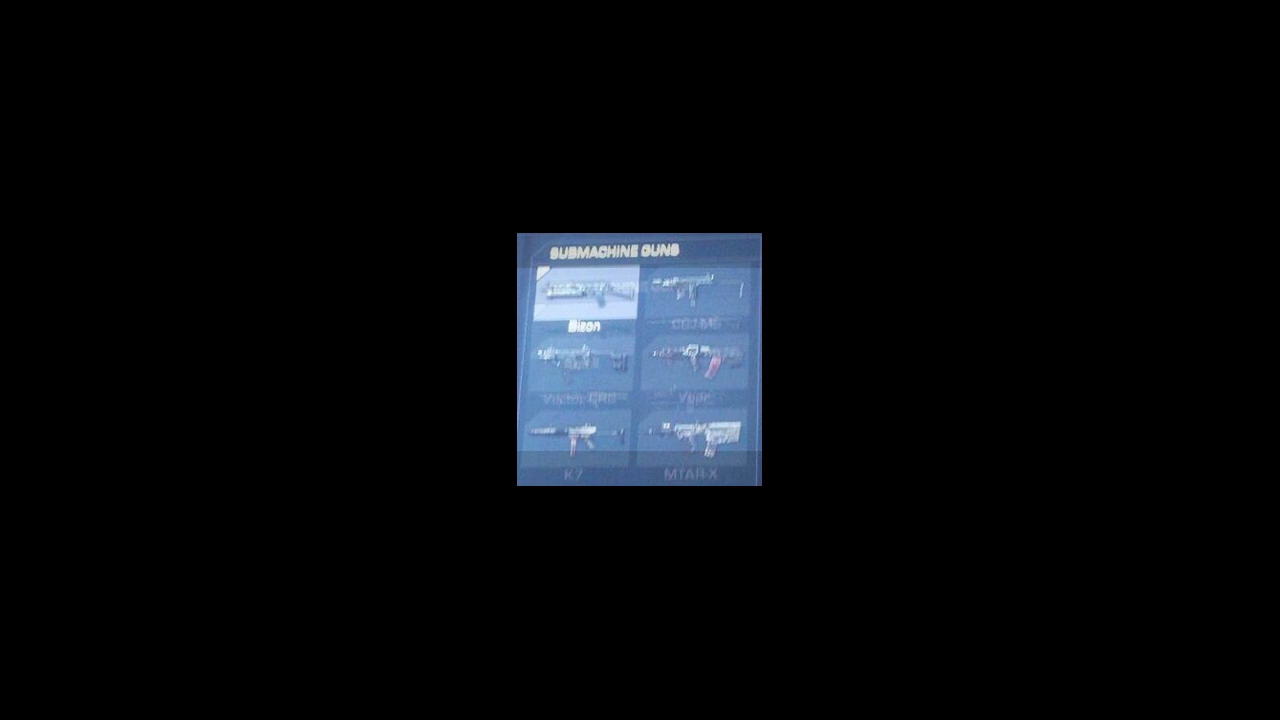 SUBMACHINE GUNS
Bizon CBJ-MS
Vector CRB Vepr
K7 MTAR-X